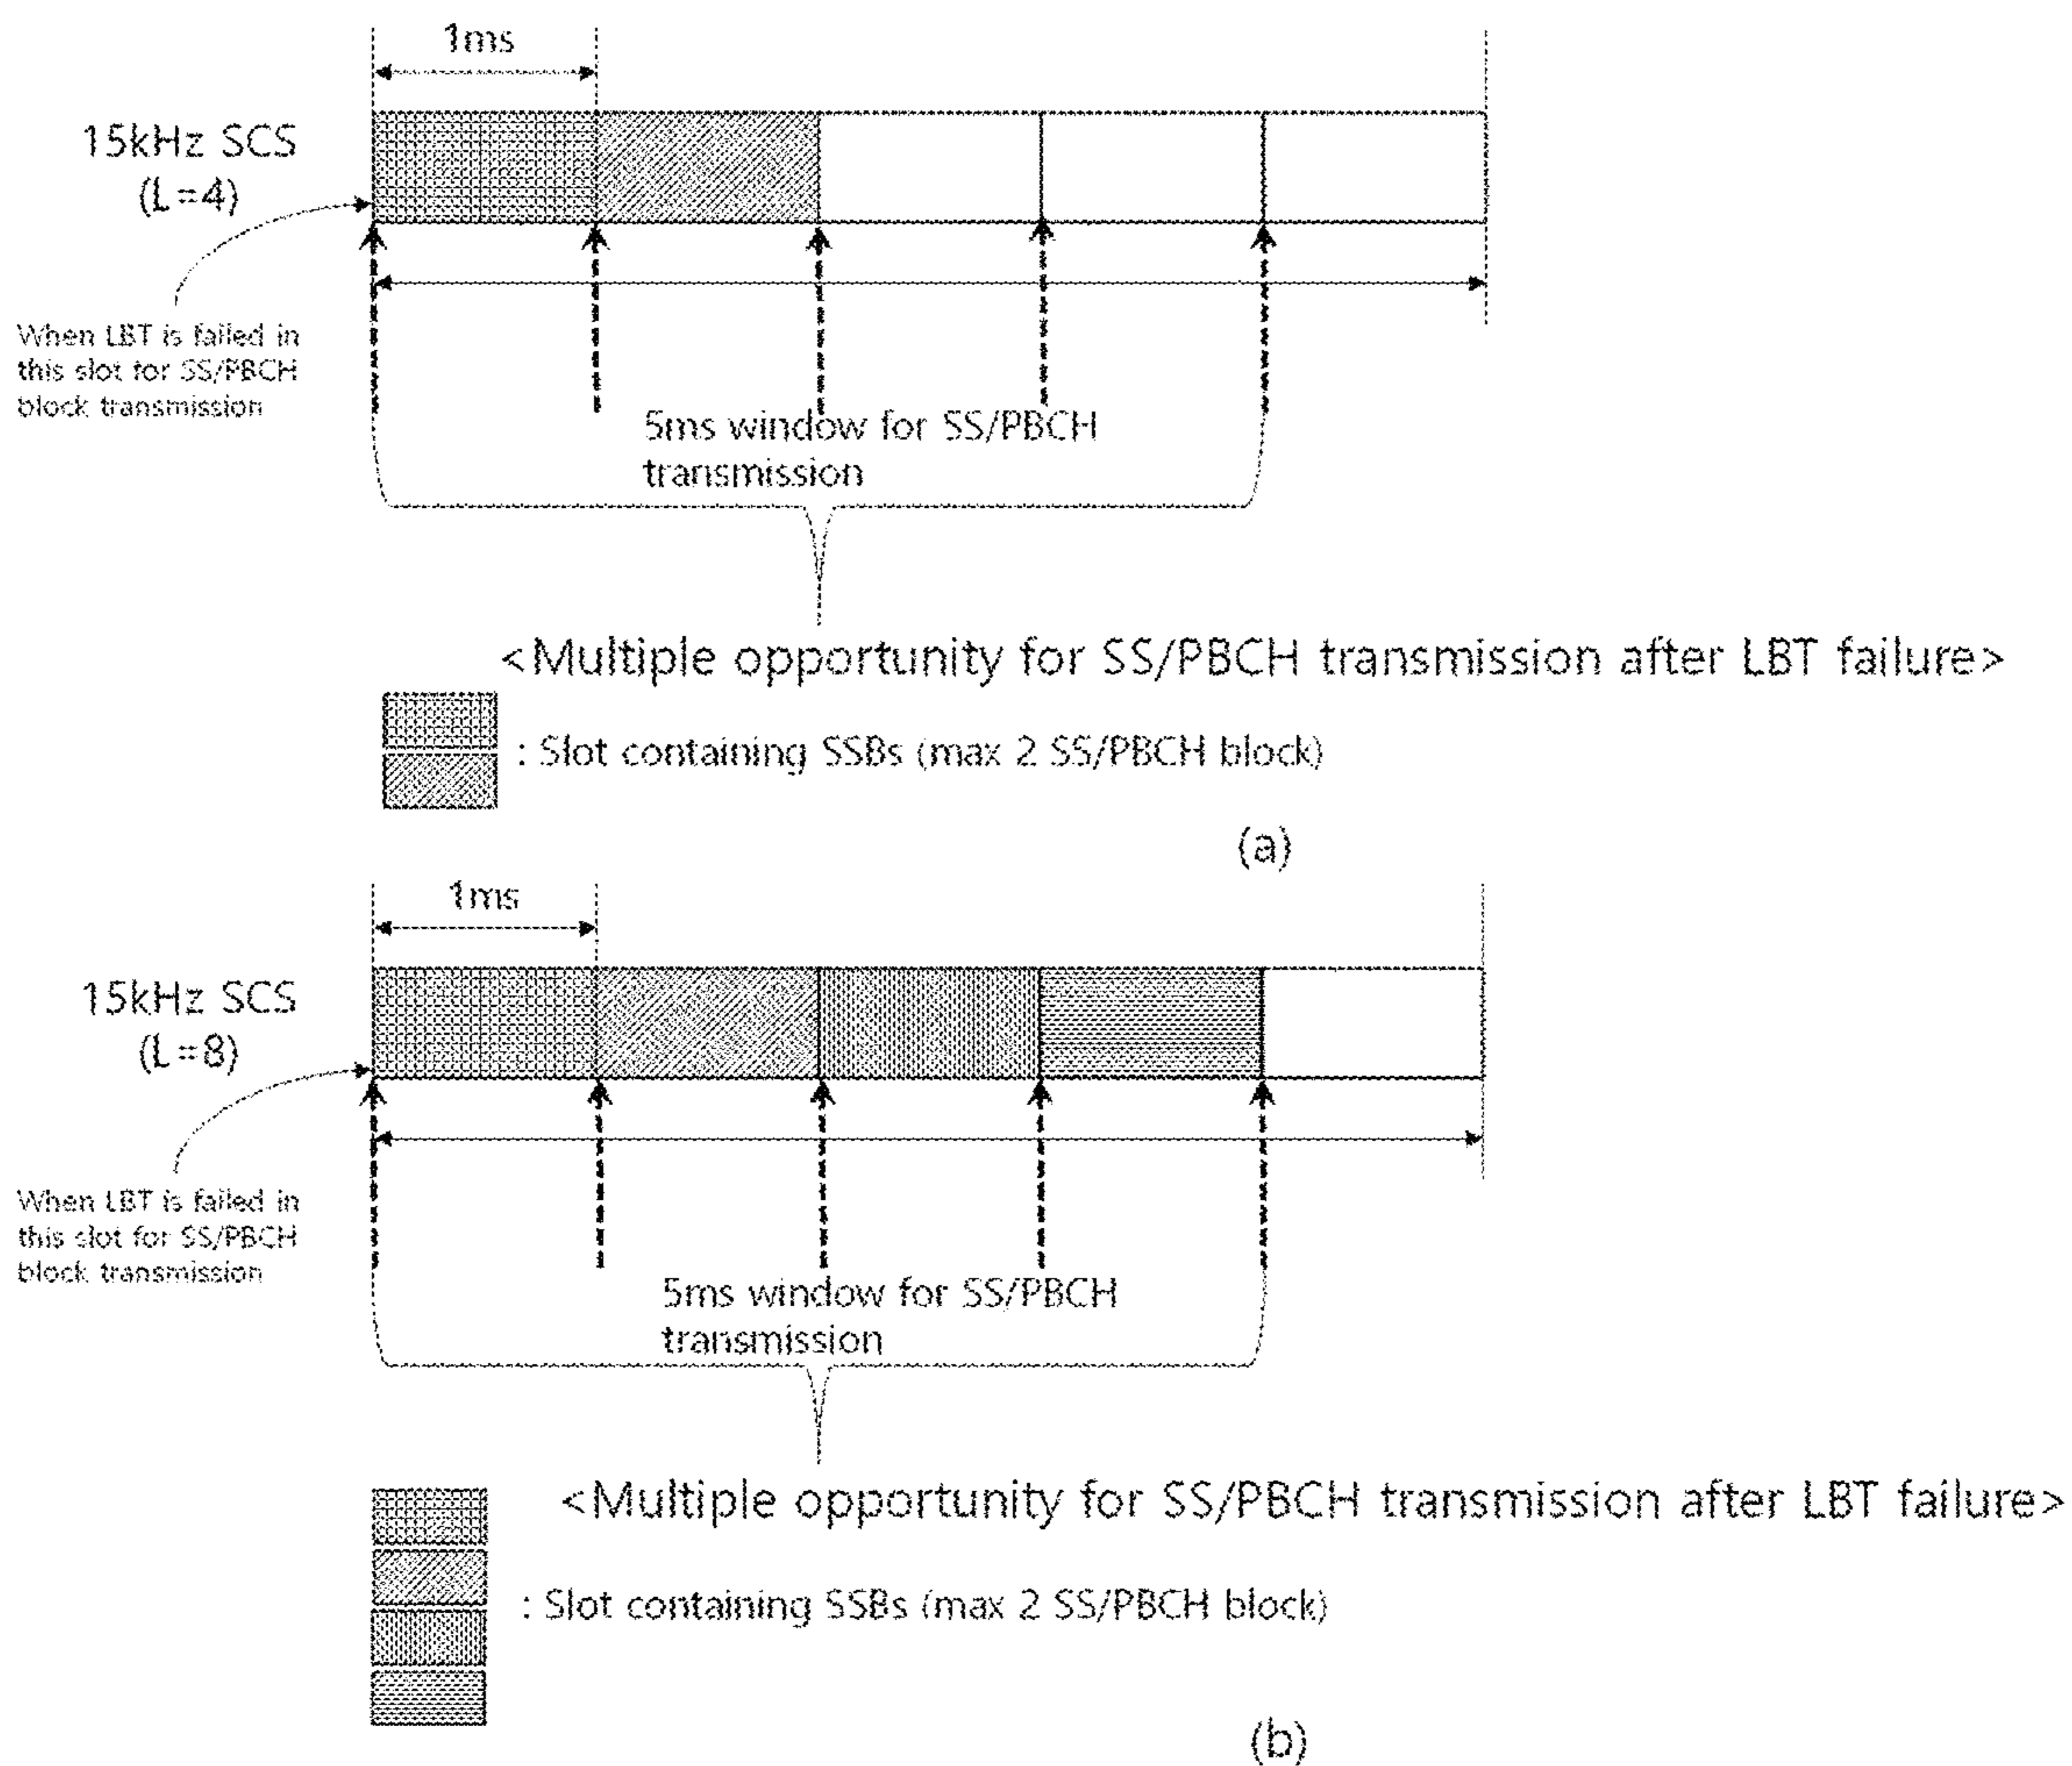 1ms
15kHz SCS
(L=4)
When LBT is failed in
this slot for SS/PBCH
block transmission
5ms window for SS/PBCH
transmission
<Multiple opportunity for SS/PBCH transmission after LBT failure>
: Slot containing SSBs (max 2 SS/PBCH block)
(a)
1ms
15kHz SCS
(L=8)
When LBT is failed in
this slot for SS/PBCH
block transmission
5ms window for SS/PBCH
transmission
<Multiple opportunity for SS/PBCH transmission after LBT failure>
: Slot containing SSBs (max 2 SS/PBCH block)
(b)